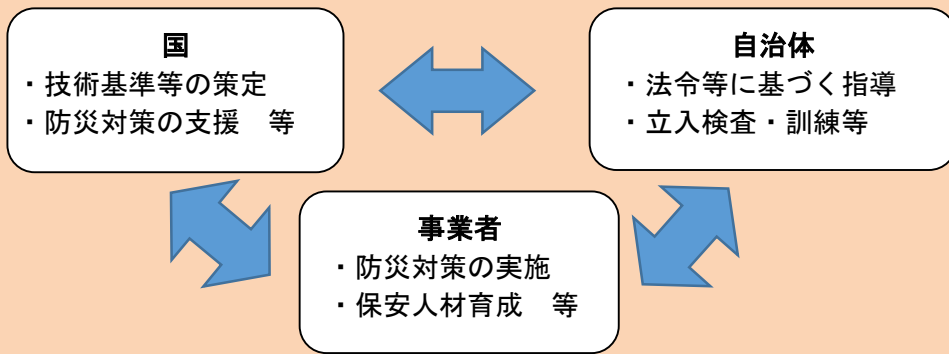 国
・技術基準等の策定
・防災対策の支援　等
自治体
・法令等に基づく指導
・立入検査・訓練等
事業者
・防災対策の実施
・保安人材育成　等